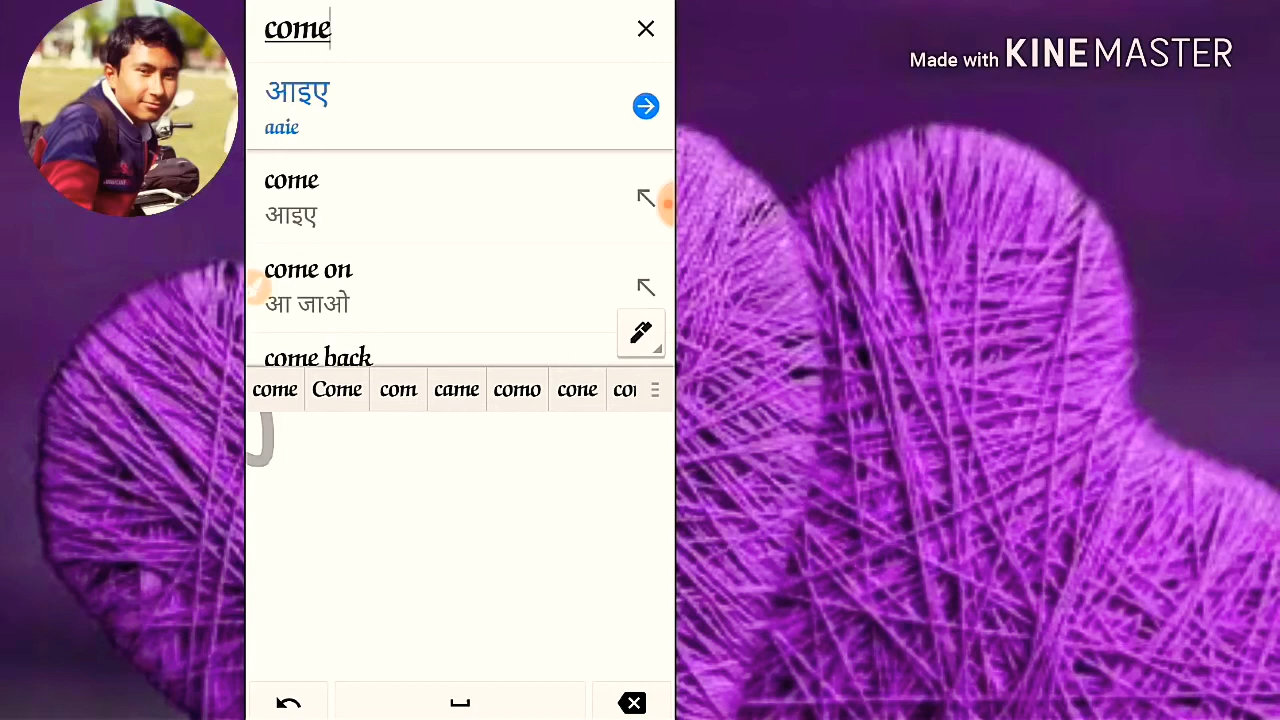 come
Made with KINEMASTER
आइए
aaie
come
आइए
come on
आ जाओ
come back
come Come com came como cone